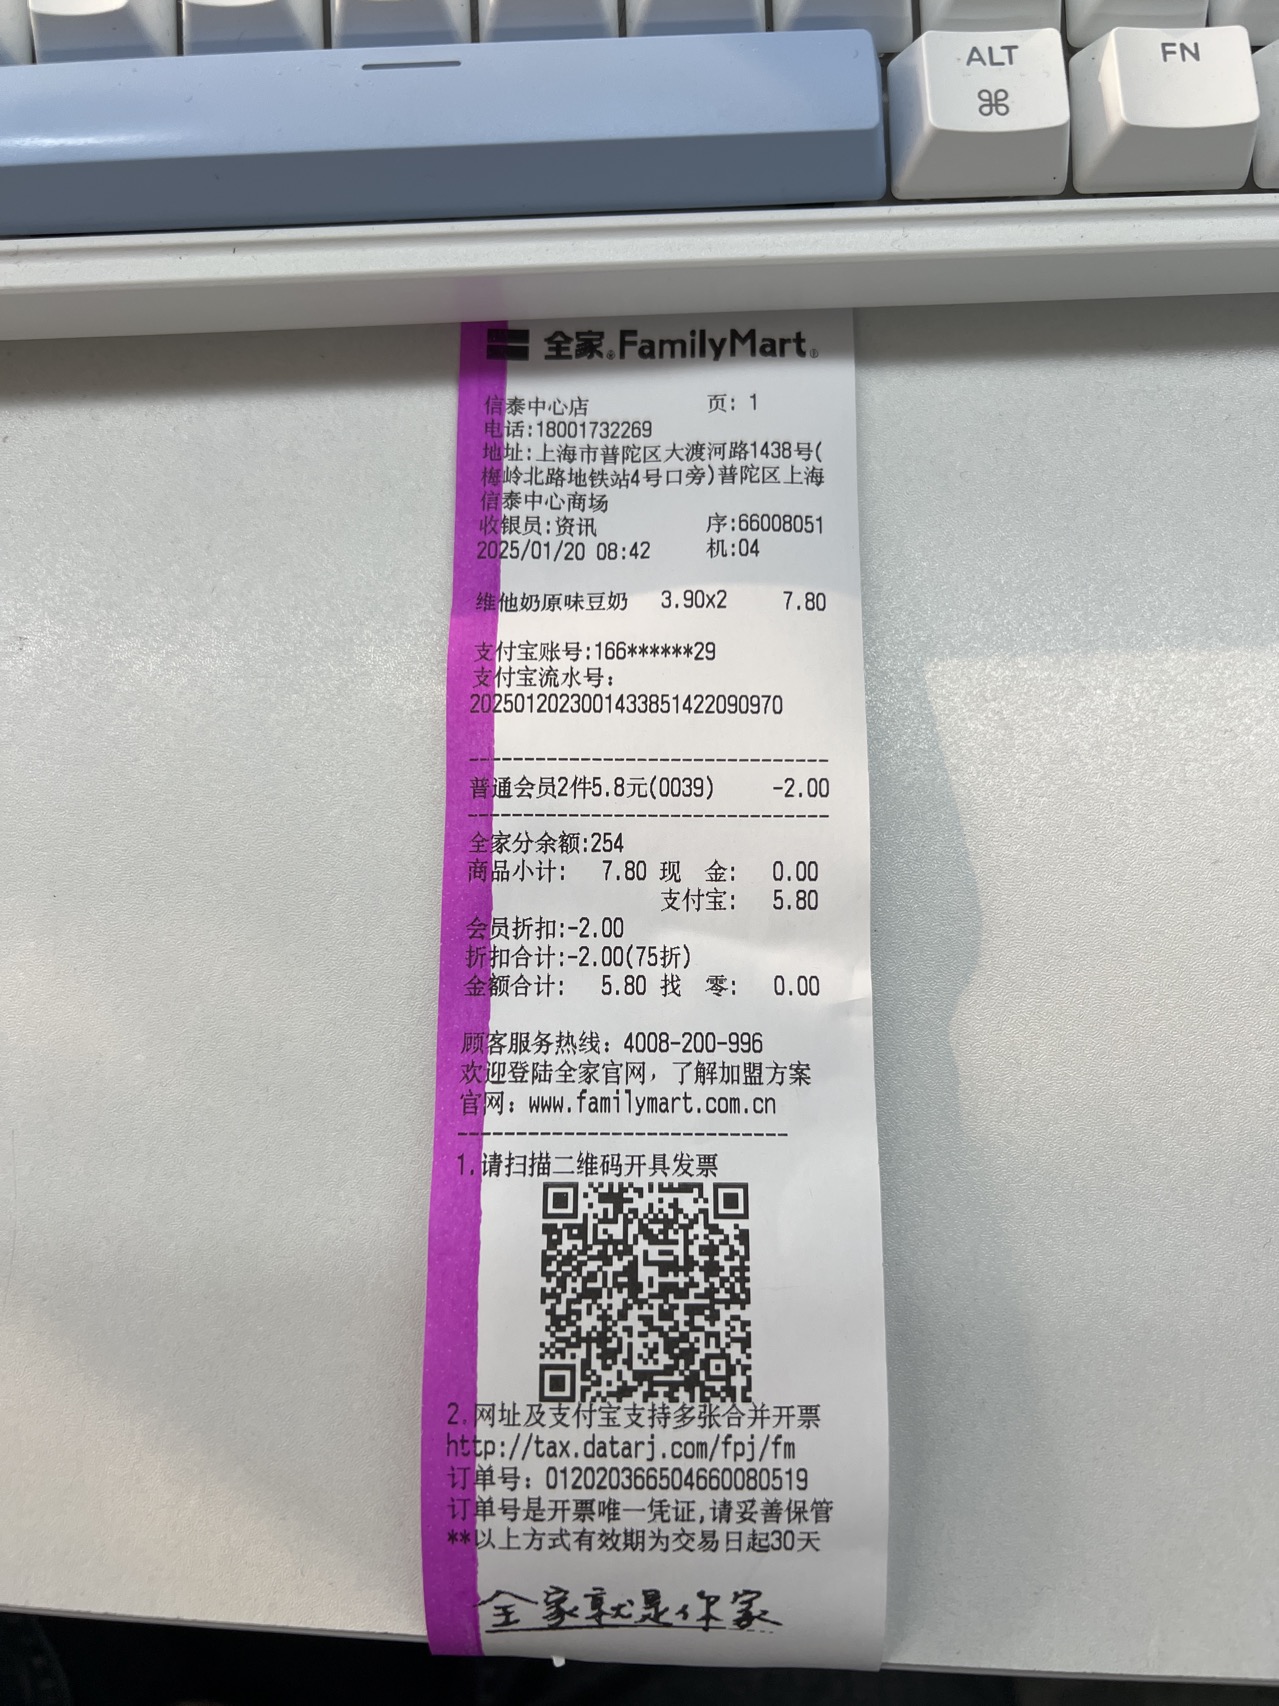 ALT
⌘
FN
全家 FamilyMart
信泰中心店 页: 1
电话:18001732269
地址:上海市普陀区大渡河路1438号(
梅岭北路地铁站4号口旁)普陀区上海
信泰中心商场
收银员:资讯 序:66008051
2025/01/20 08:42 机:04
维他奶原味豆奶 3.90x2 7.80
支付宝账号:166******29
支付宝流水号:
2025012023001433851422090970
普通会员2件5.8元(0039) -2.00
全家分余额:254
商品小计: 7.80 现 金: 0.00
支付宝: 5.80
会员折扣:-2.00
折扣合计:-2.00(75折)
金额合计: 5.80 找 零: 0.00
顾客服务热线: 4008-200-996
欢迎登陆全家官网，了解加盟方案
官网: www.familymart.com.cn
1.请扫描二维码开具发票
2.网址及支付宝支持多张合并开票
http://tax.datarj.com/fpj/fm
订单号: 012020366504660080519
订单号是开票唯一凭证,请妥善保管
**以上方式有效期为交易日起30天
全家就是你家